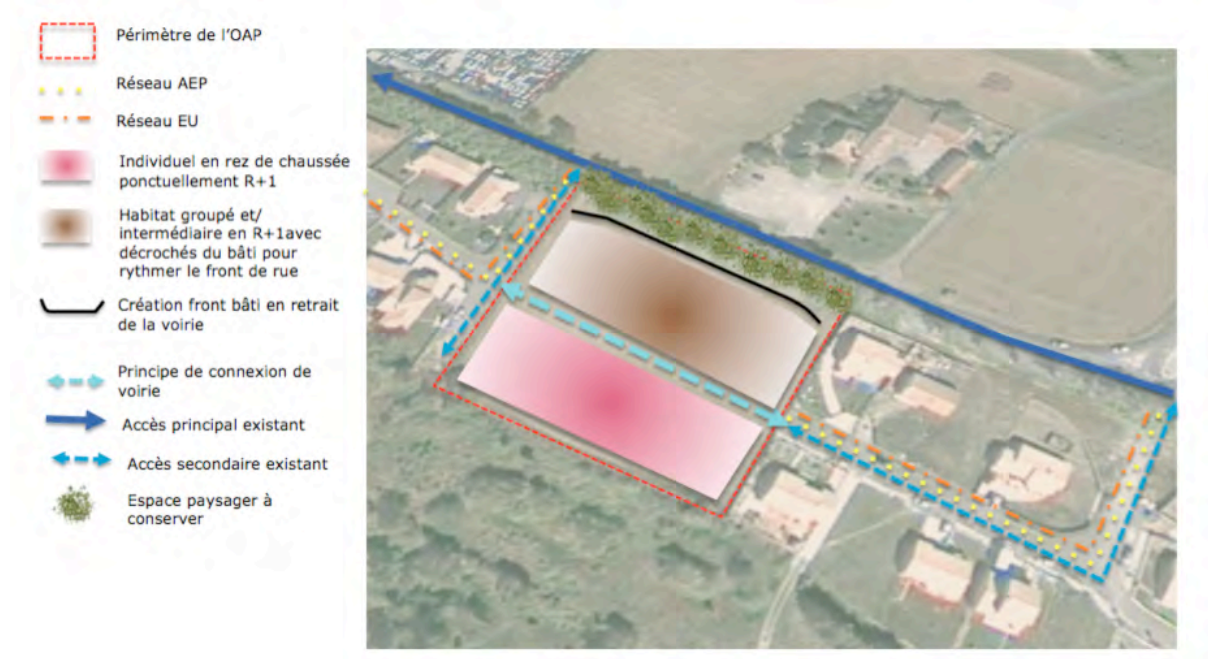 Périmètre de l'OAP
Réseau AEP
Réseau EU
Individuel en rez de chaussée
ponctuellement R+1
Habitat groupé et/
intermédiaire en R+1avec
décrochés du bâti pour
rythmer le front de rue
Création front bâti en retrait
de la voirie
Principe de connexion de
voirie
Accès principal existant
Accès secondaire existant
Espace paysager à
conserver